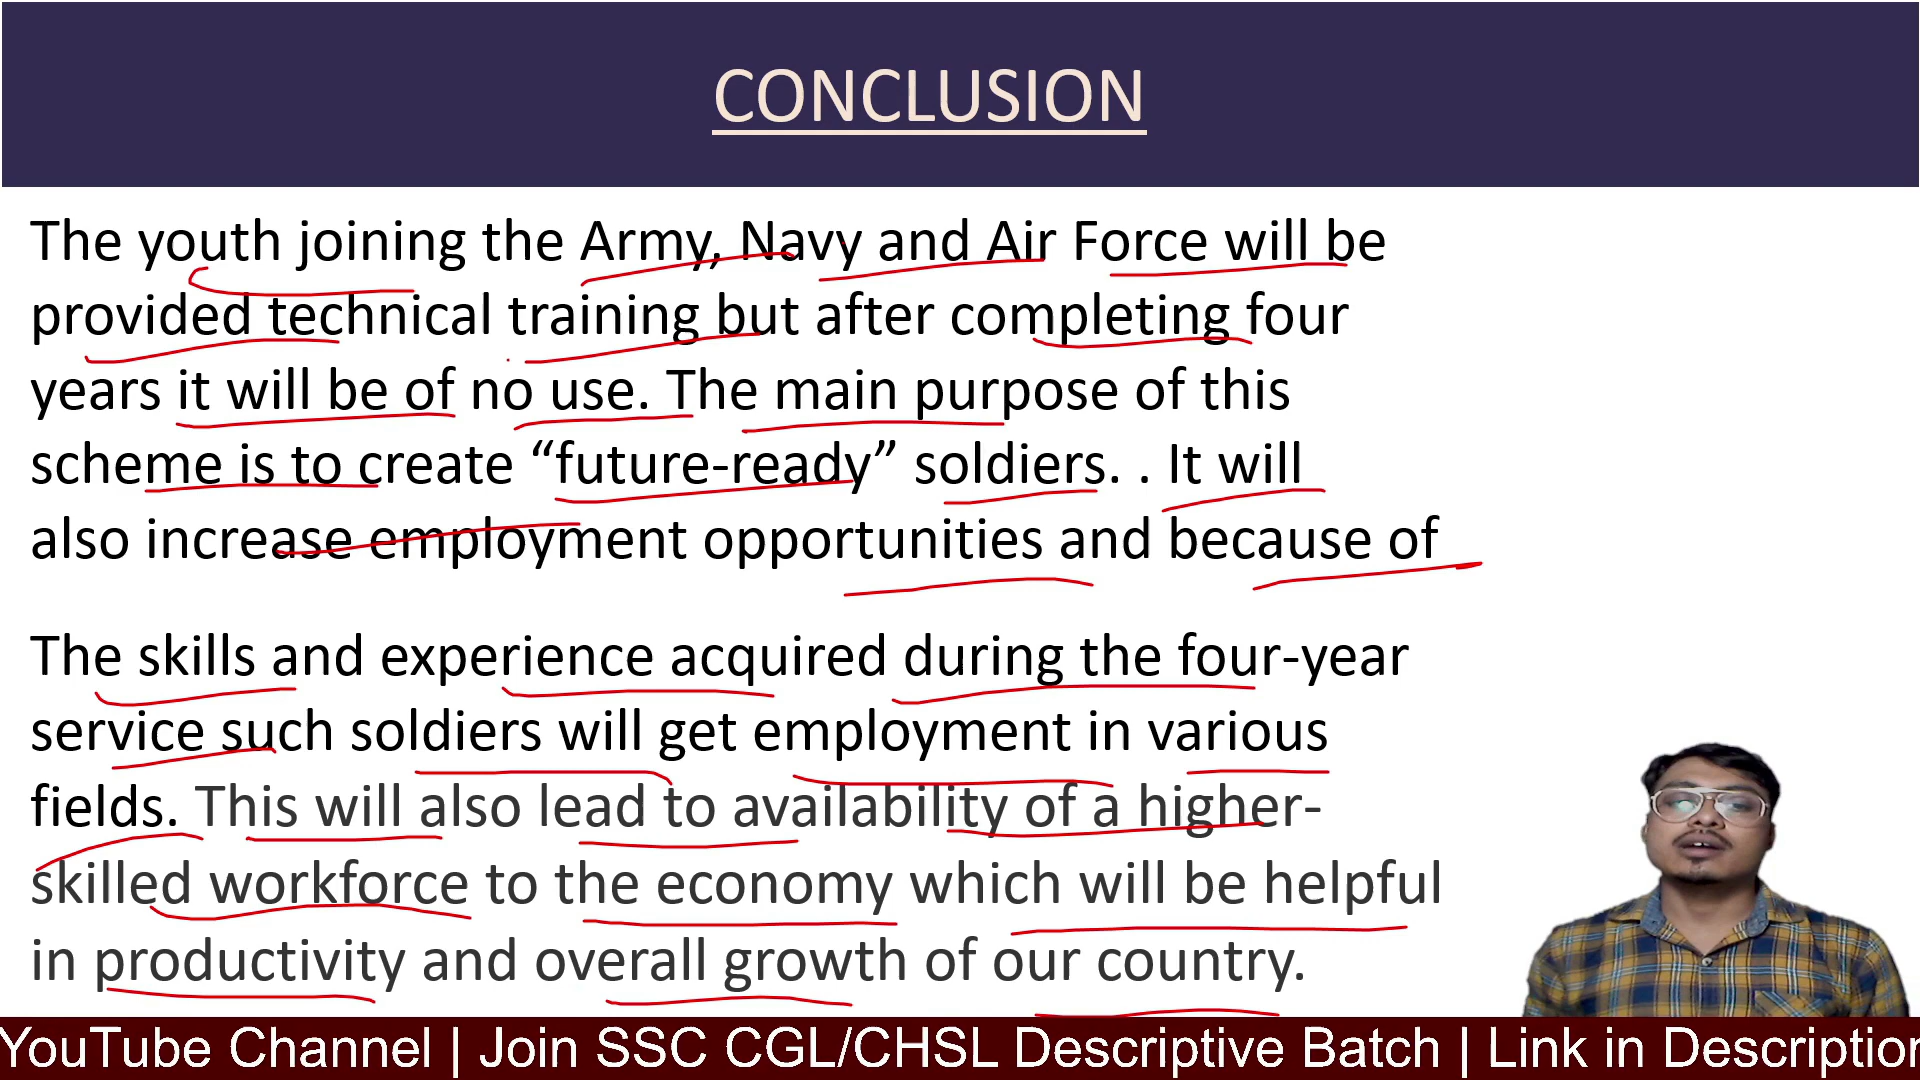 CONCLUSION
The youth joining the Army, Navy and Air Force will be
provided technical training but after completing four
years it will be of no use. The main purpose of this
scheme is to create “future-ready” soldiers. . It will
also increase employment opportunities and because of
The skills and experience acquired during the four-year
service such soldiers will get employment in various
fields. This will also lead to availability of a higher-
skilled workforce to the economy which will be helpful
in productivity and overall growth of our country.
YouTube Channel | Join SSC CGL/CHSL Descriptive Batch | Link in Description